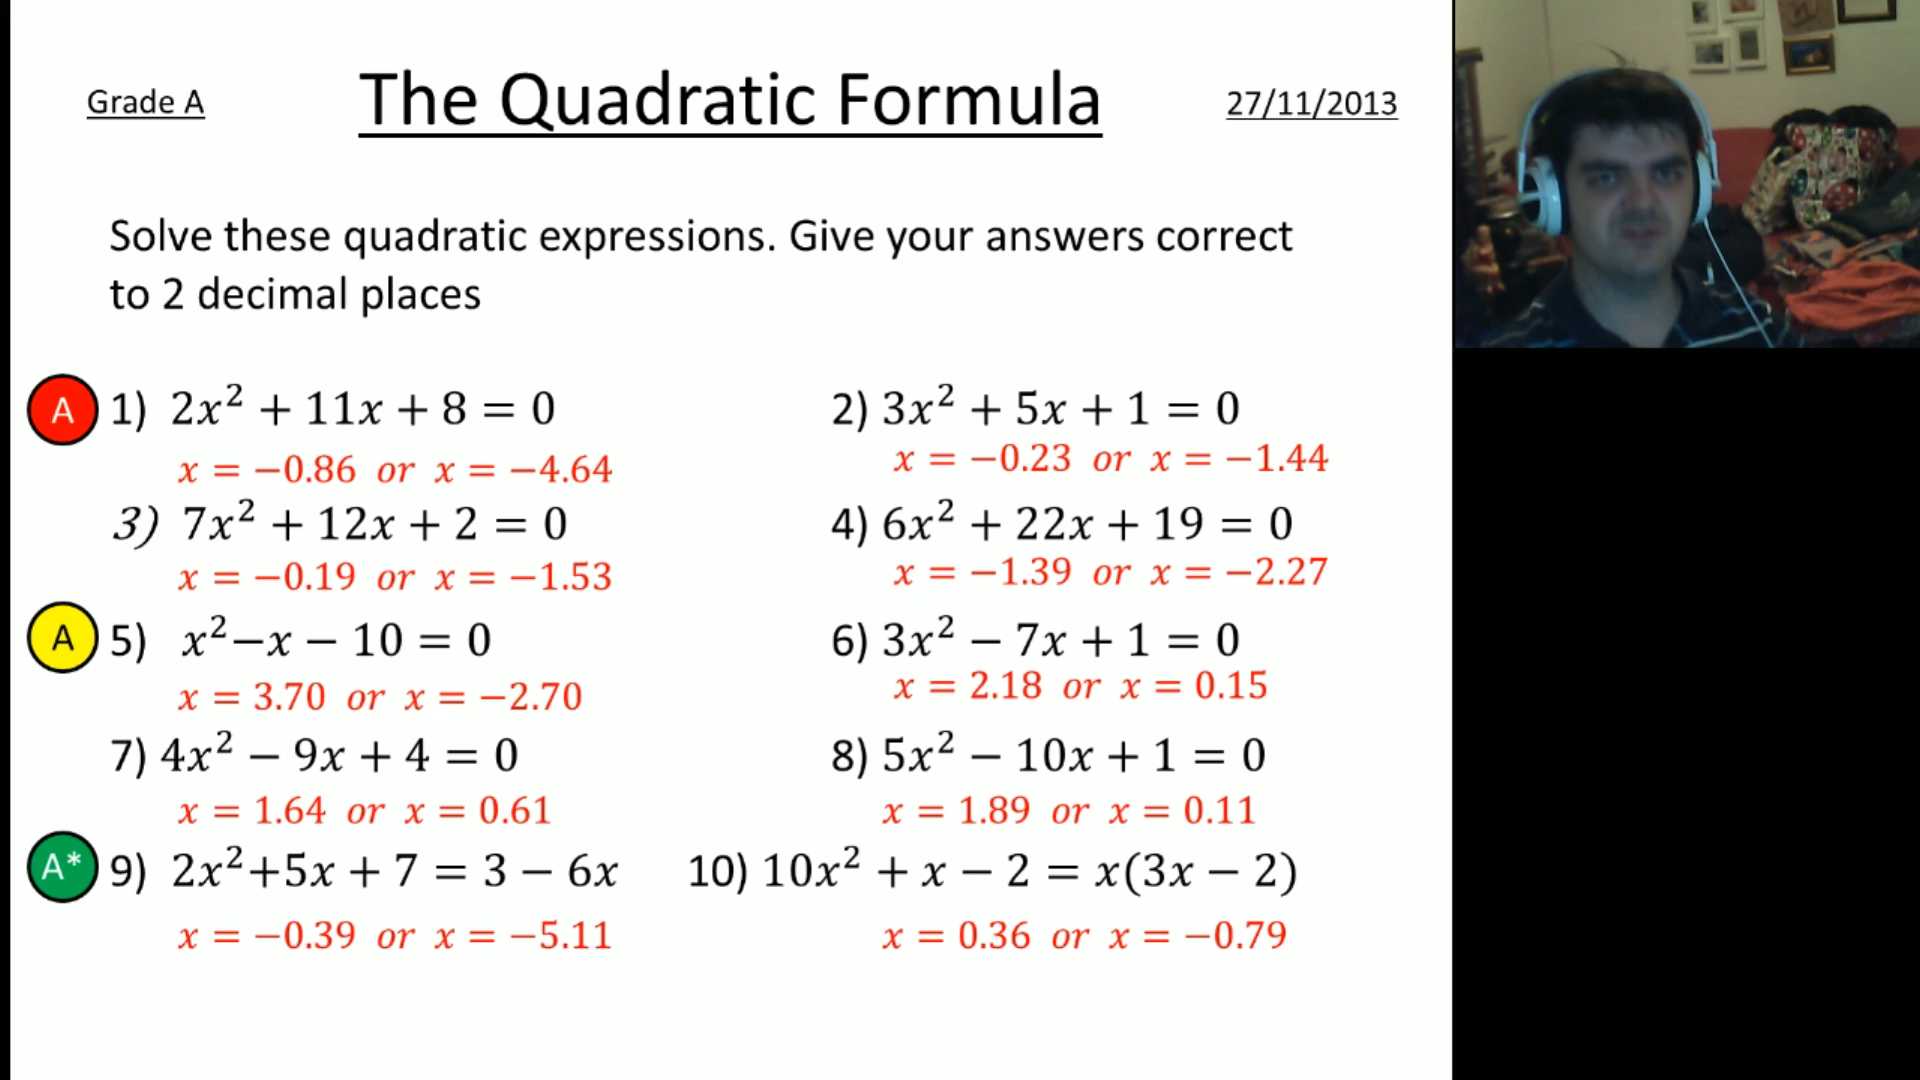 Grade A The Quadratic Formula 27/11/2013
Solve these quadratic expressions. Give your answers correct
to 2 decimal places
A 1) 2x² + 11x + 8 = 0 2) 3x² + 5x + 1 = 0
x = −0.86 or x = −4.64 x = −0.23 or x = −1.44
3) 7x² + 12x + 2 = 0 4) 6x² + 22x + 19 = 0
x = −0.19 or x = −1.53 x = −1.39 or x = −2.27
A 5) x²−x − 10 = 0 6) 3x² − 7x + 1 = 0
x = 3.70 or x = −2.70 x = 2.18 or x = 0.15
7) 4x² − 9x + 4 = 0 8) 5x² − 10x + 1 = 0
x = 1.64 or x = 0.61 x = 1.89 or x = 0.11
A* 9) 2x²+5x + 7 = 3 − 6x 10) 10x² + x − 2 = x(3x − 2)
x = −0.39 or x = −5.11 x = 0.36 or x = −0.79